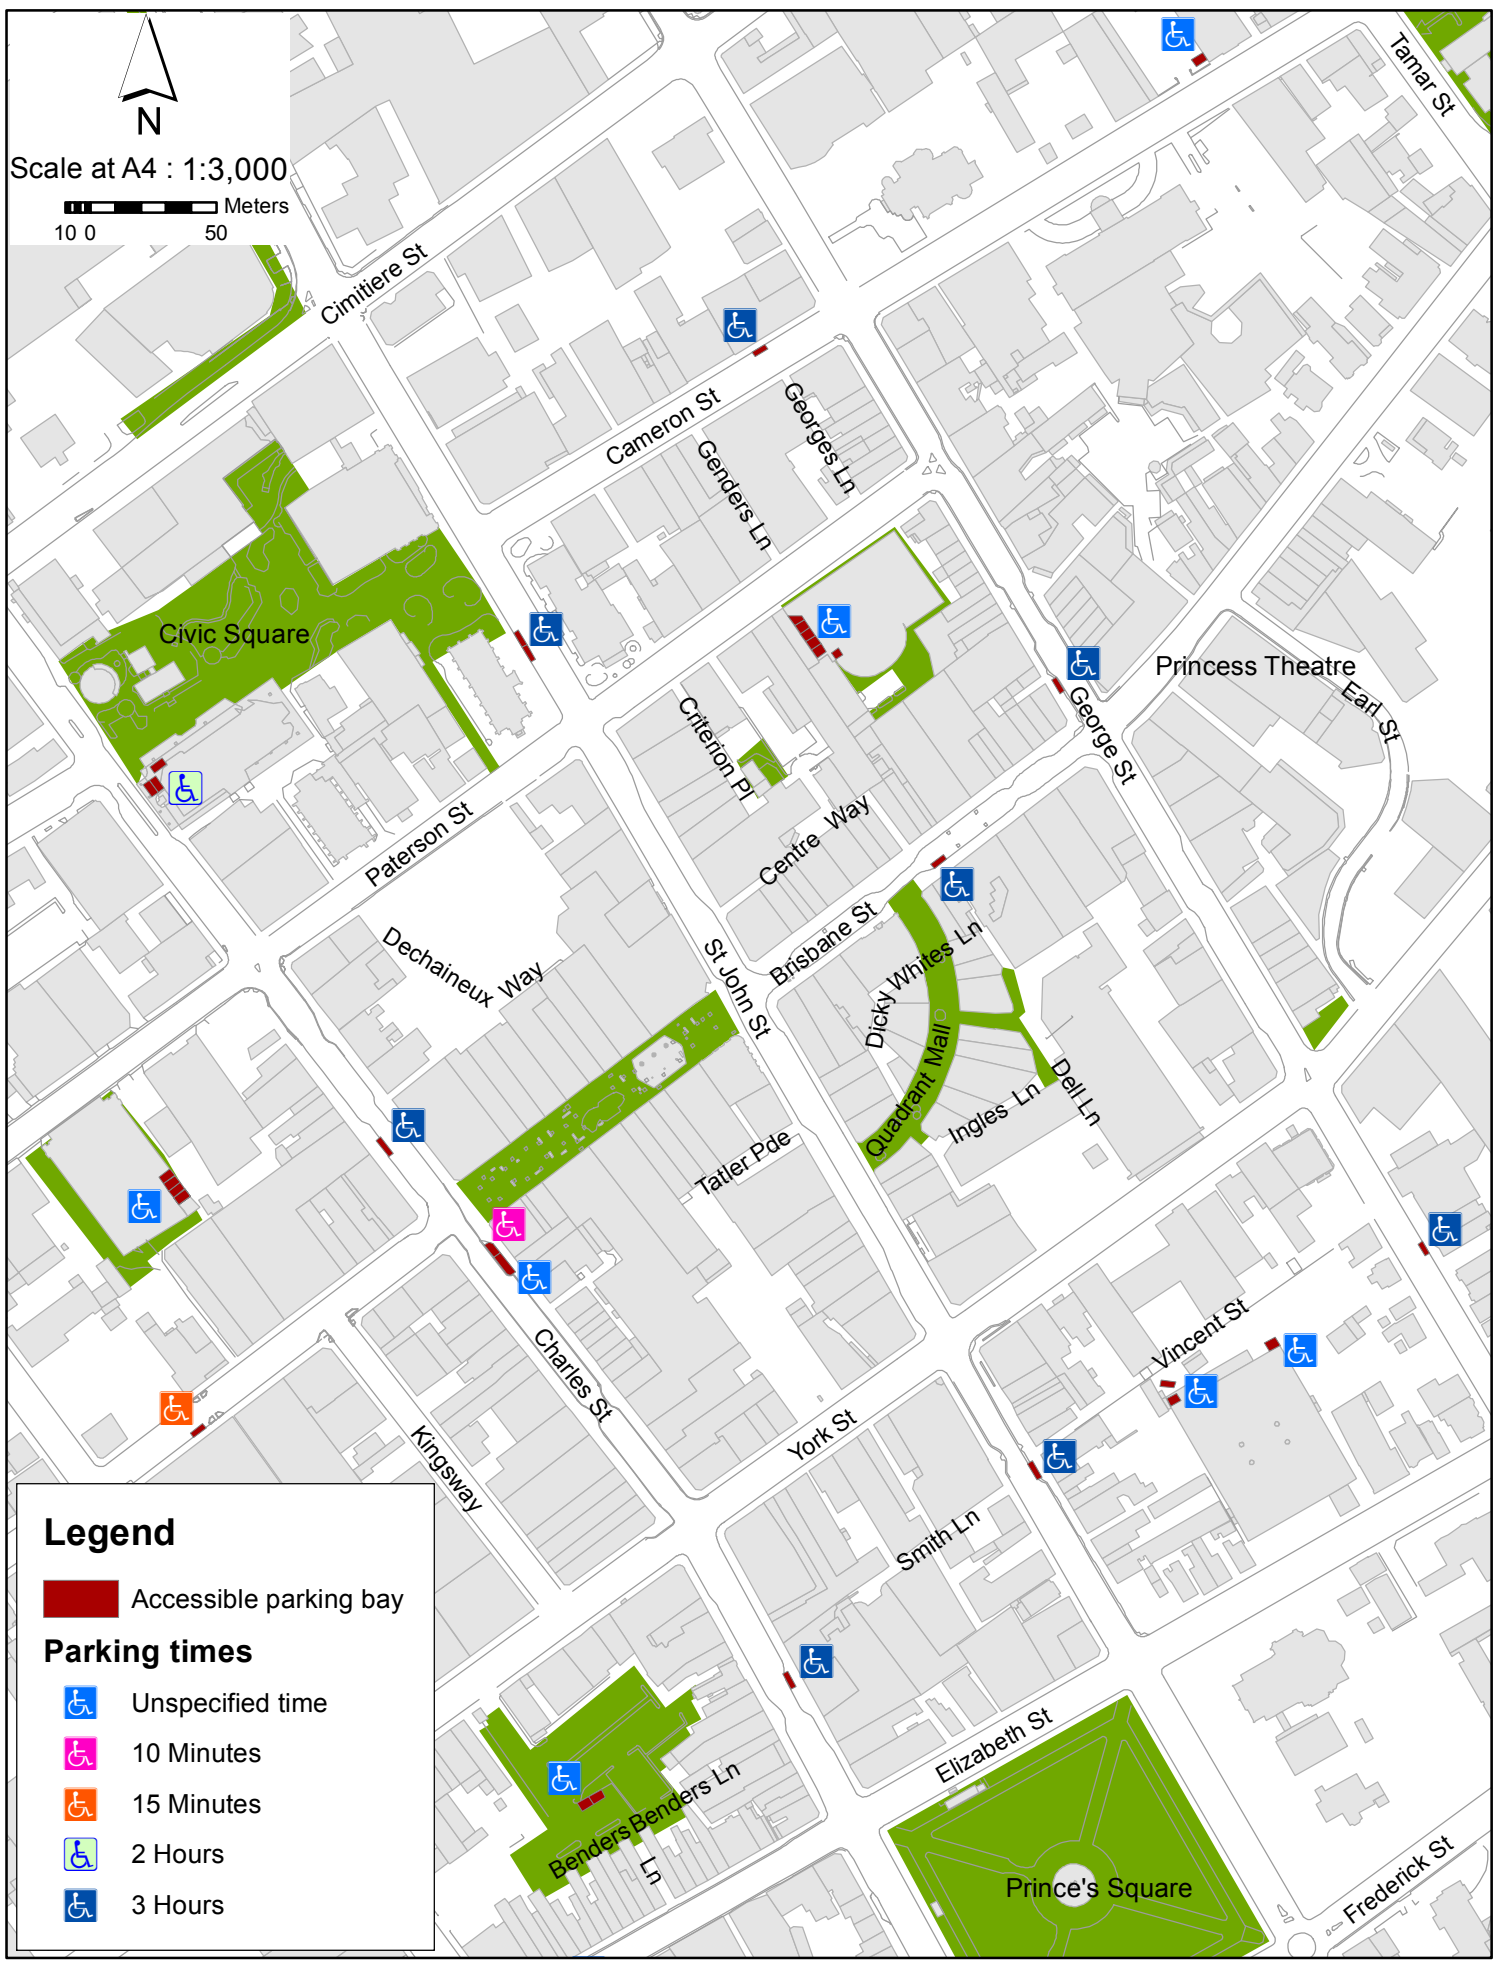 N
Scale at A4 : 1:3,000
Meters
10 0 50
Tamar St
Cimitiere St
Cameron St
Georges Ln
Genders Ln
Civic Square
Princess Theatre
Earl St
George St
Criterion Pl
Centre Way
Paterson St
Brisbane St
Dechaineux Way
St John St
Dicky Whites Ln
Quadrant Mall
Dell Ln
Ingles Ln
Tatler Pde
Vincent St
Charles St
York St
Kingsway
Smith Ln
Elizabeth St
Benders Ln
Benders Ln
Prince's Square
Frederick St
Legend
Accessible parking bay
Parking times
Unspecified time
10 Minutes
15 Minutes
2 Hours
3 Hours